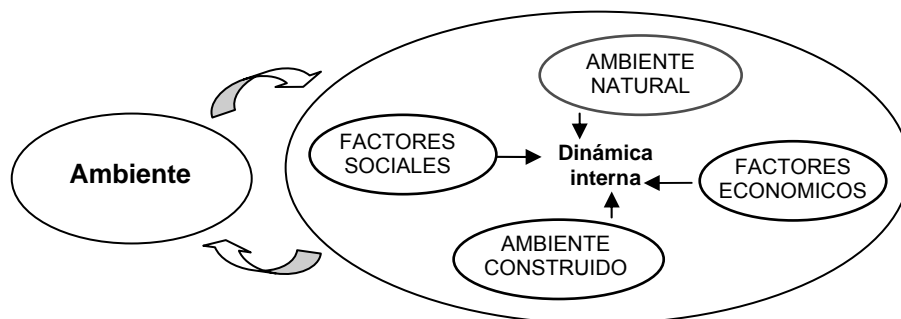 AMBIENTE
NATURAL
FACTORES
SOCIALES
Ambiente
Dinámica
interna
FACTORES
ECONOMICOS
AMBIENTE
CONSTRUIDO